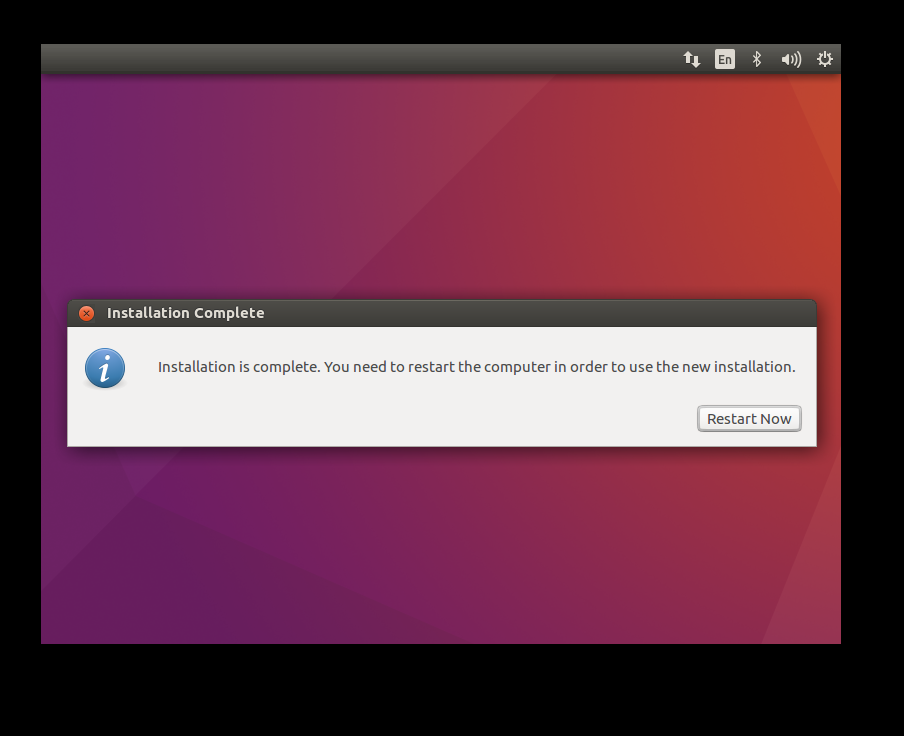 En
Installation Complete
Installation is complete. You need to restart the computer in order to use the new installation.
Restart Now